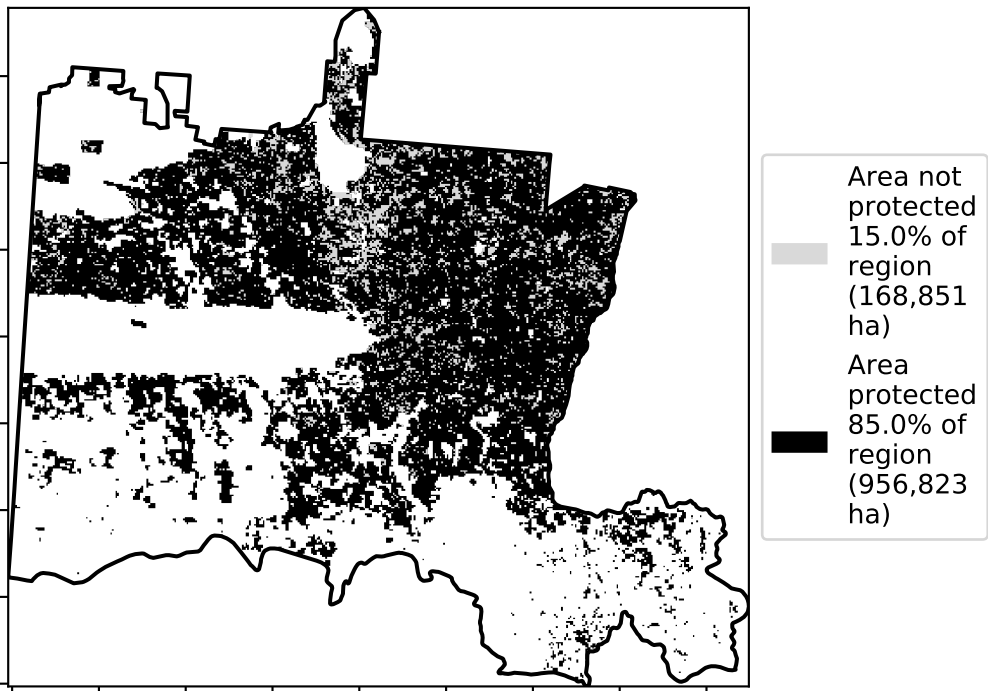 Area not
protected
15.0% of
region
(168,851
ha)
Area
protected
85.0% of
region
(956,823
ha)